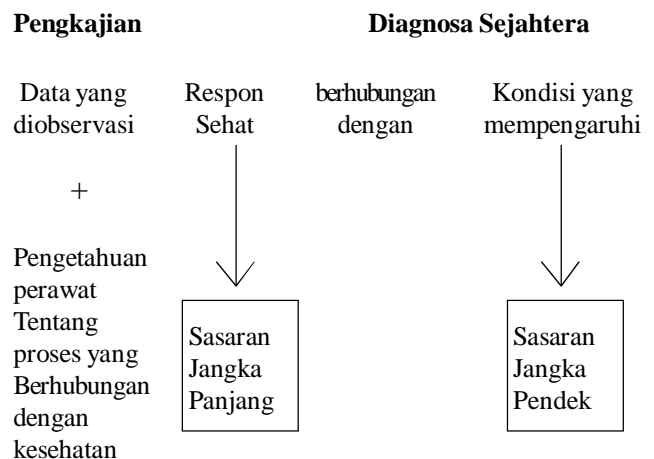 Pengkajian
Diagnosa Sejahtera
Data yang
diobservasi
+
Pengetahuan
perawat
Tentang
proses yang
Berhubungan
dengan
kesehatan
Respon
Sehat
berhubungan
dengan
Kondisi yang
mempengaruhi
Sasaran
Jangka
Panjang
Sasaran
Jangka
Pendek